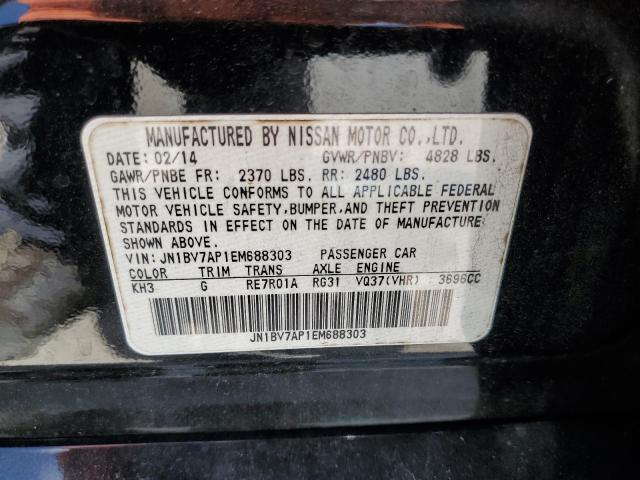 MANUFACTURED BY NISSAN MOTOR CO.,LTD.
DATE: 02/14 GVWR/PNBV: 4828 LBS.
GAWR/PNBE FR: 2370 LBS. RR: 2480 LBS.
THIS VEHICLE CONFORMS TO ALL APPLICABLE FEDERAL
MOTOR VEHICLE SAFETY,BUMPER,AND THEFT PREVENTION
STANDARDS IN EFFECT ON THE DATE OF MANUFACTURE
SHOWN ABOVE.
VIN: JN1BV7AP1EM688303 PASSENGER CAR
COLOR TRIM TRANS AXLE ENGINE
KH3 G RE7R01A RG31 VQ37(VHR) 3696CC
JN1BV7AP1EM688303